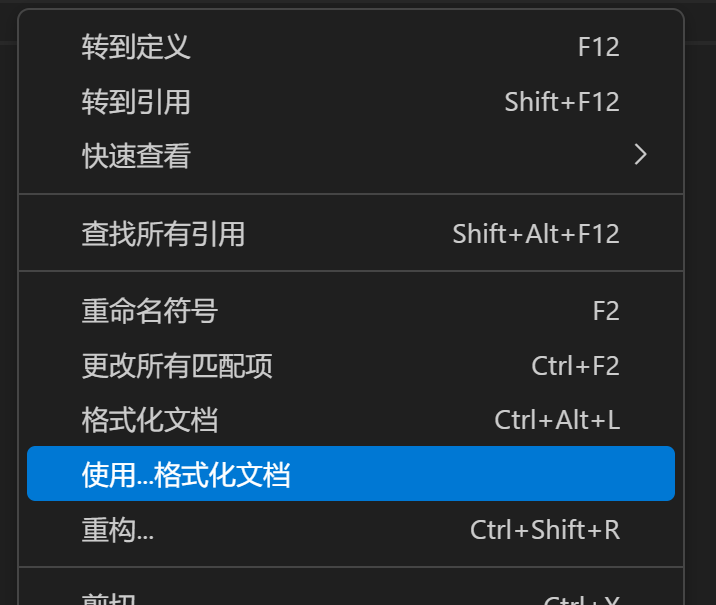 转到定义 F12
转到引用 Shift+F12
快速查看
查找所有引用 Shift+Alt+F12
重命名符号 F2
更改所有匹配项 Ctrl+F2
格式化文档 Ctrl+Alt+L
使用...格式化文档
重构... Ctrl+Shift+R
剪切 Ctrl+X